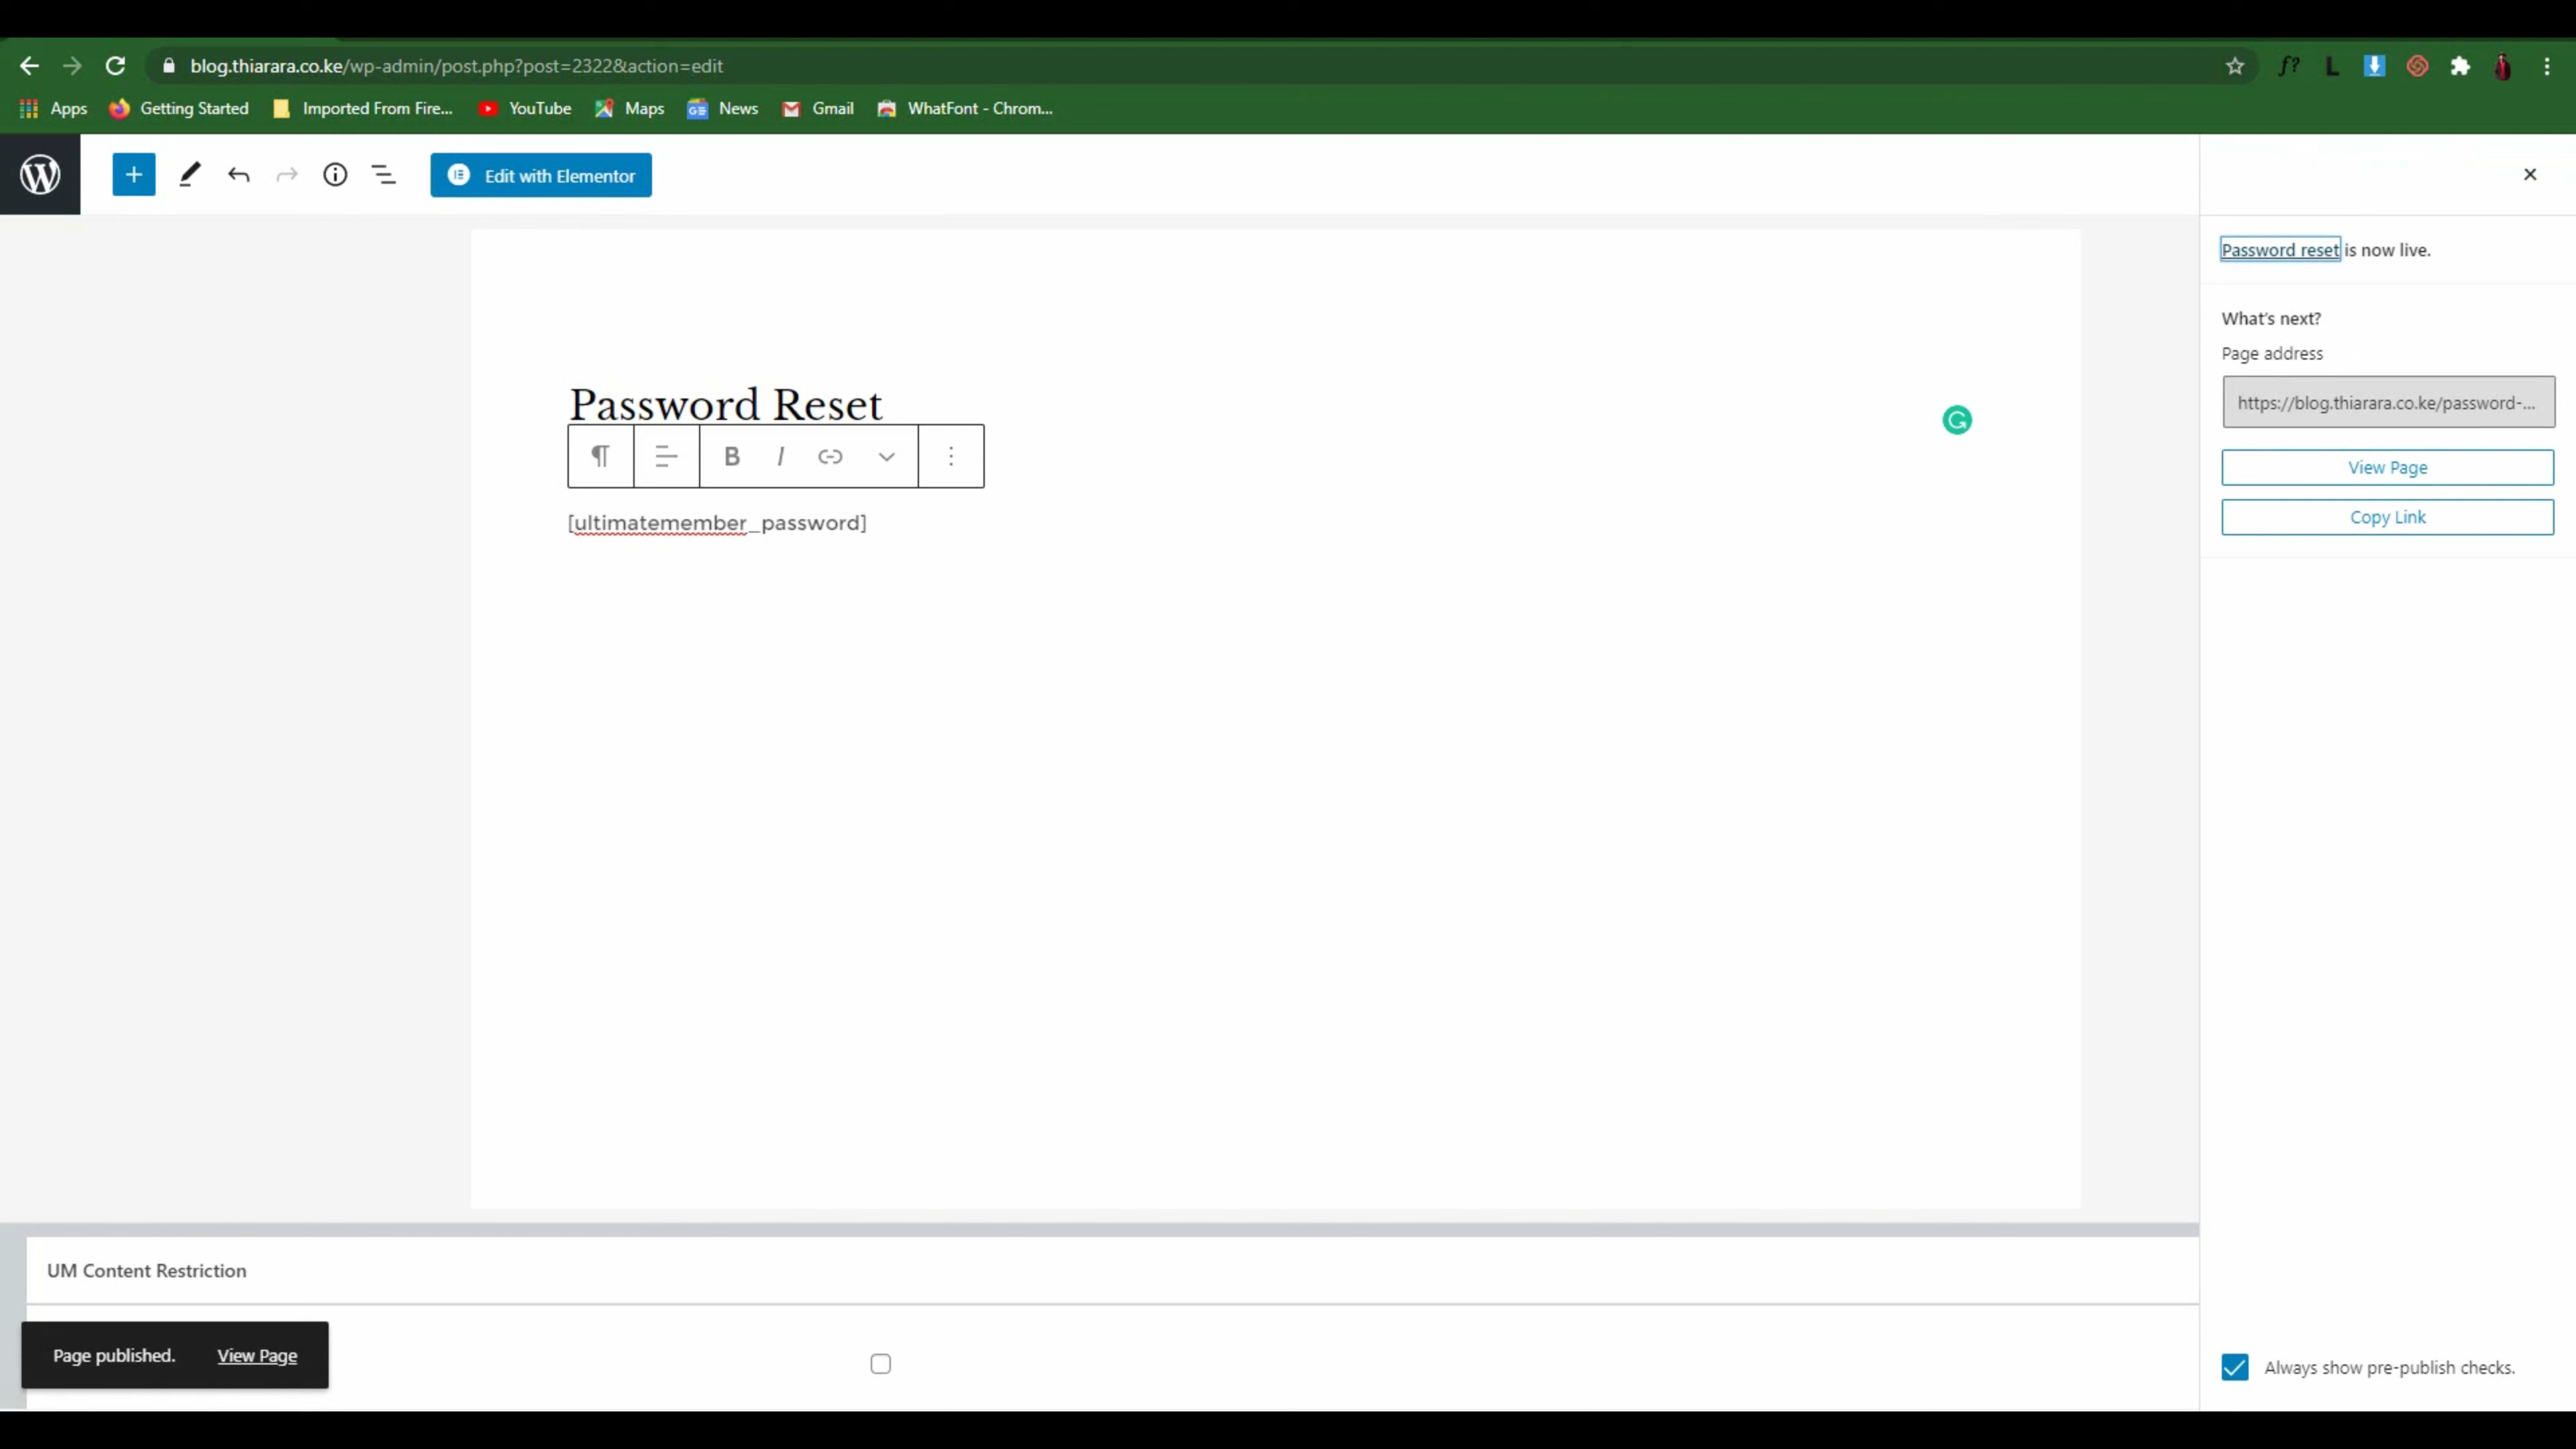 blog.thiarara.co.ke/wp-admin/post.php?post=2322&action=edit
f?
L
Apps
Getting Started
Imported From Fire...
YouTube
Maps
News
Gmail
WhatFont - Chrom...
Edit with Elementor
Password reset is now live.
What's next?
Page address
https://blog.thiarara.co.ke/password-...
View Page
Copy Link
Password Reset
B I
[ultimatemember_password]
UM Content Restriction
Page published. View Page
Always show pre-publish checks.